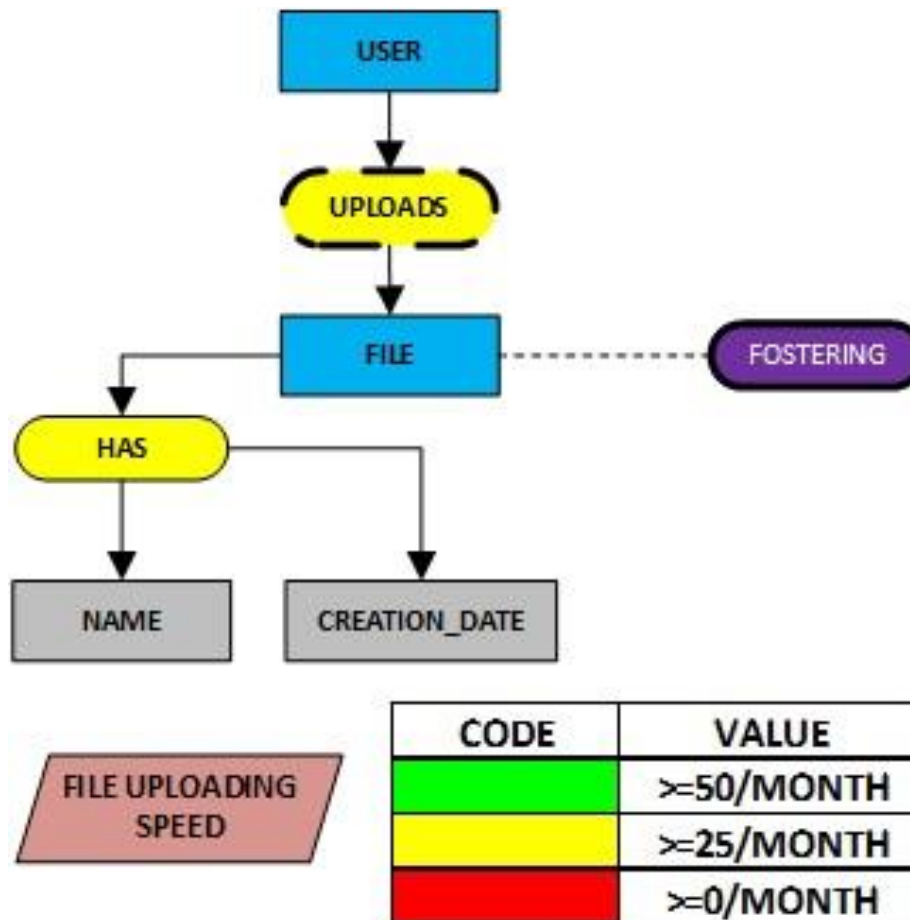 USER
UPLOADS
FILE
FOSTERING
HAS
NAME
CREATION_DATE
FILE UPLOADING
SPEED
CODE VALUE
>=50/MONTH
>=25/MONTH
>=0/MONTH